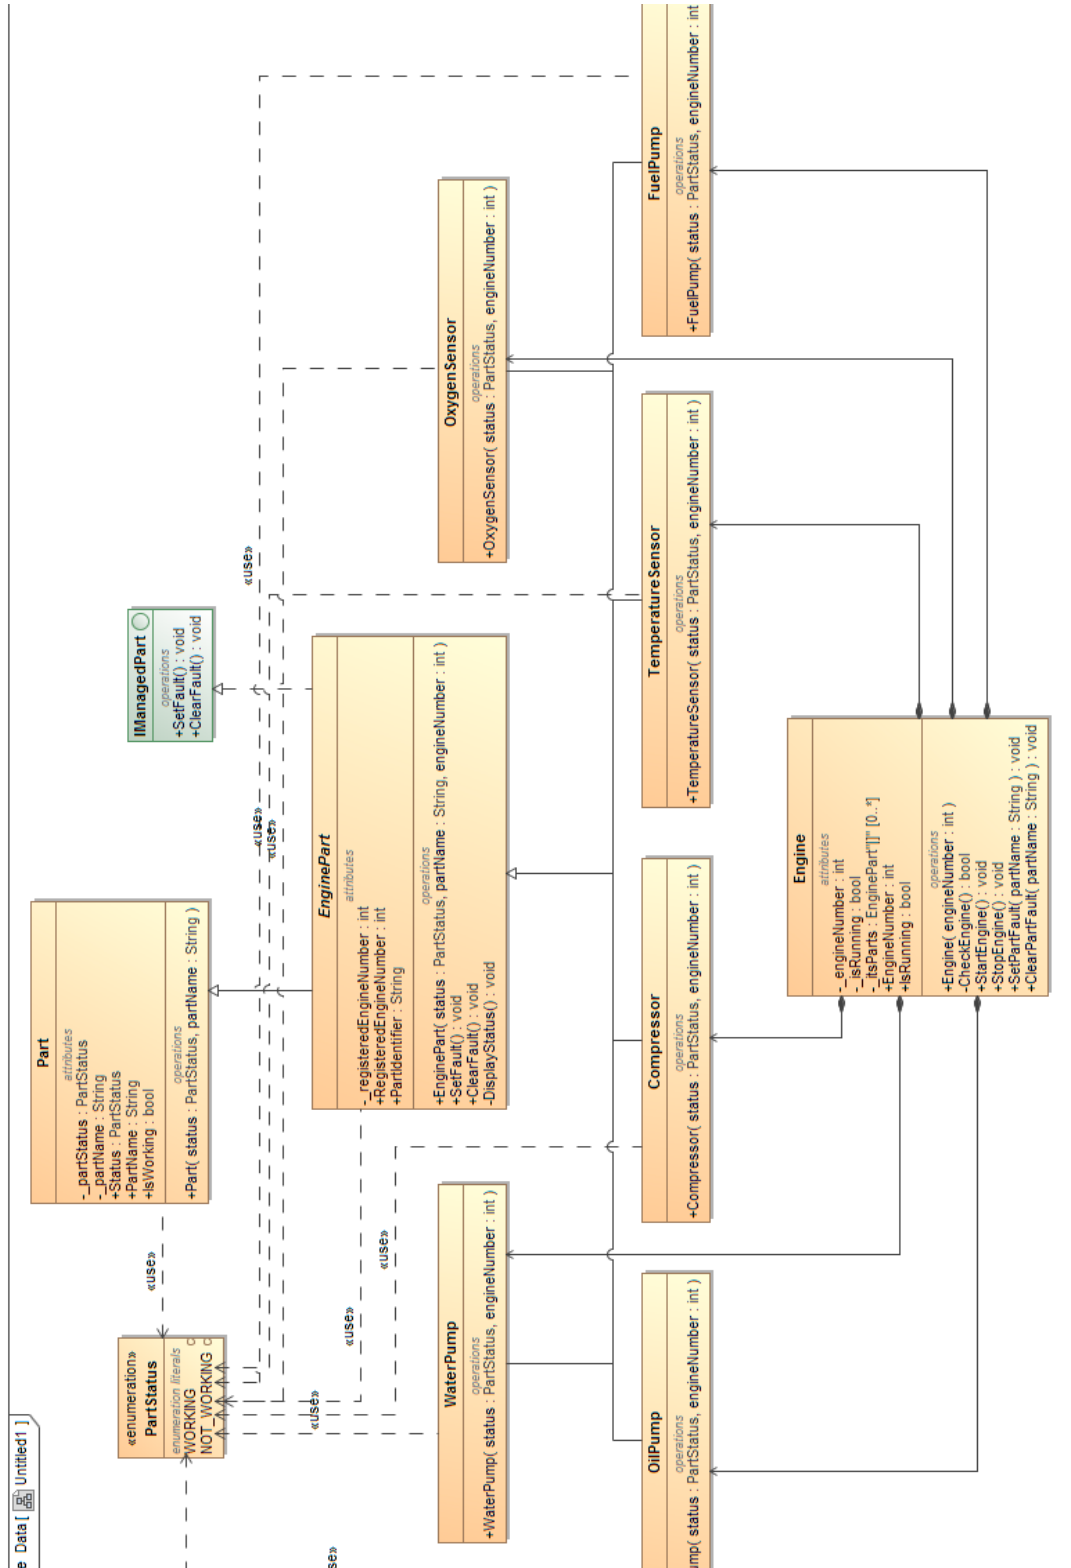 e Data [ Untitled1 ]
«enumeration»
PartStatus
enumeration literals
WORKING
NOT_WORKING
«use»
Part
attributes
-_partStatus : PartStatus
-_partName : String
+Status : PartStatus
+PartName : String
+IsWorking : bool
operations
+Part( status : PartStatus, partName : String )
IManagedPart
operations
+SetFault() : void
+ClearFault() : void
«use»
«use»
«use»
«use»
«use»
«use»
use»
EnginePart
attributes
-_registeredEngineNumber : int
+RegisteredEngineNumber : int
+PartIdentifier : String
operations
+EnginePart( status : PartStatus, partName : String, engineNumber : int )
+SetFault() : void
+ClearFault() : void
-DisplayStatus() : void
WaterPump
operations
+WaterPump( status : PartStatus, engineNumber : int )
OxygenSensor
operations
+OxygenSensor( status : PartStatus, engineNumber : int )
OilPump
operations
ump( status : PartStatus, engineNumber : int )
Compressor
operations
+Compressor( status : PartStatus, engineNumber : int )
TemperatureSensor
operations
+TemperatureSensor( status : PartStatus, engineNumber : int )
FuelPump
operations
+FuelPump( status : PartStatus, engineNumber : int
Engine
attributes
-_engineNumber : int
-_isRunning : bool
-_itsParts : EnginePart"[]" [0..*]
+EngineNumber : int
+IsRunning : bool
operations
+Engine( engineNumber : int )
-CheckEngine() : bool
+StartEngine() : void
+StopEngine() : void
+SetPartFault( partName : String ) : void
+ClearPartFault( partName : String ) : void